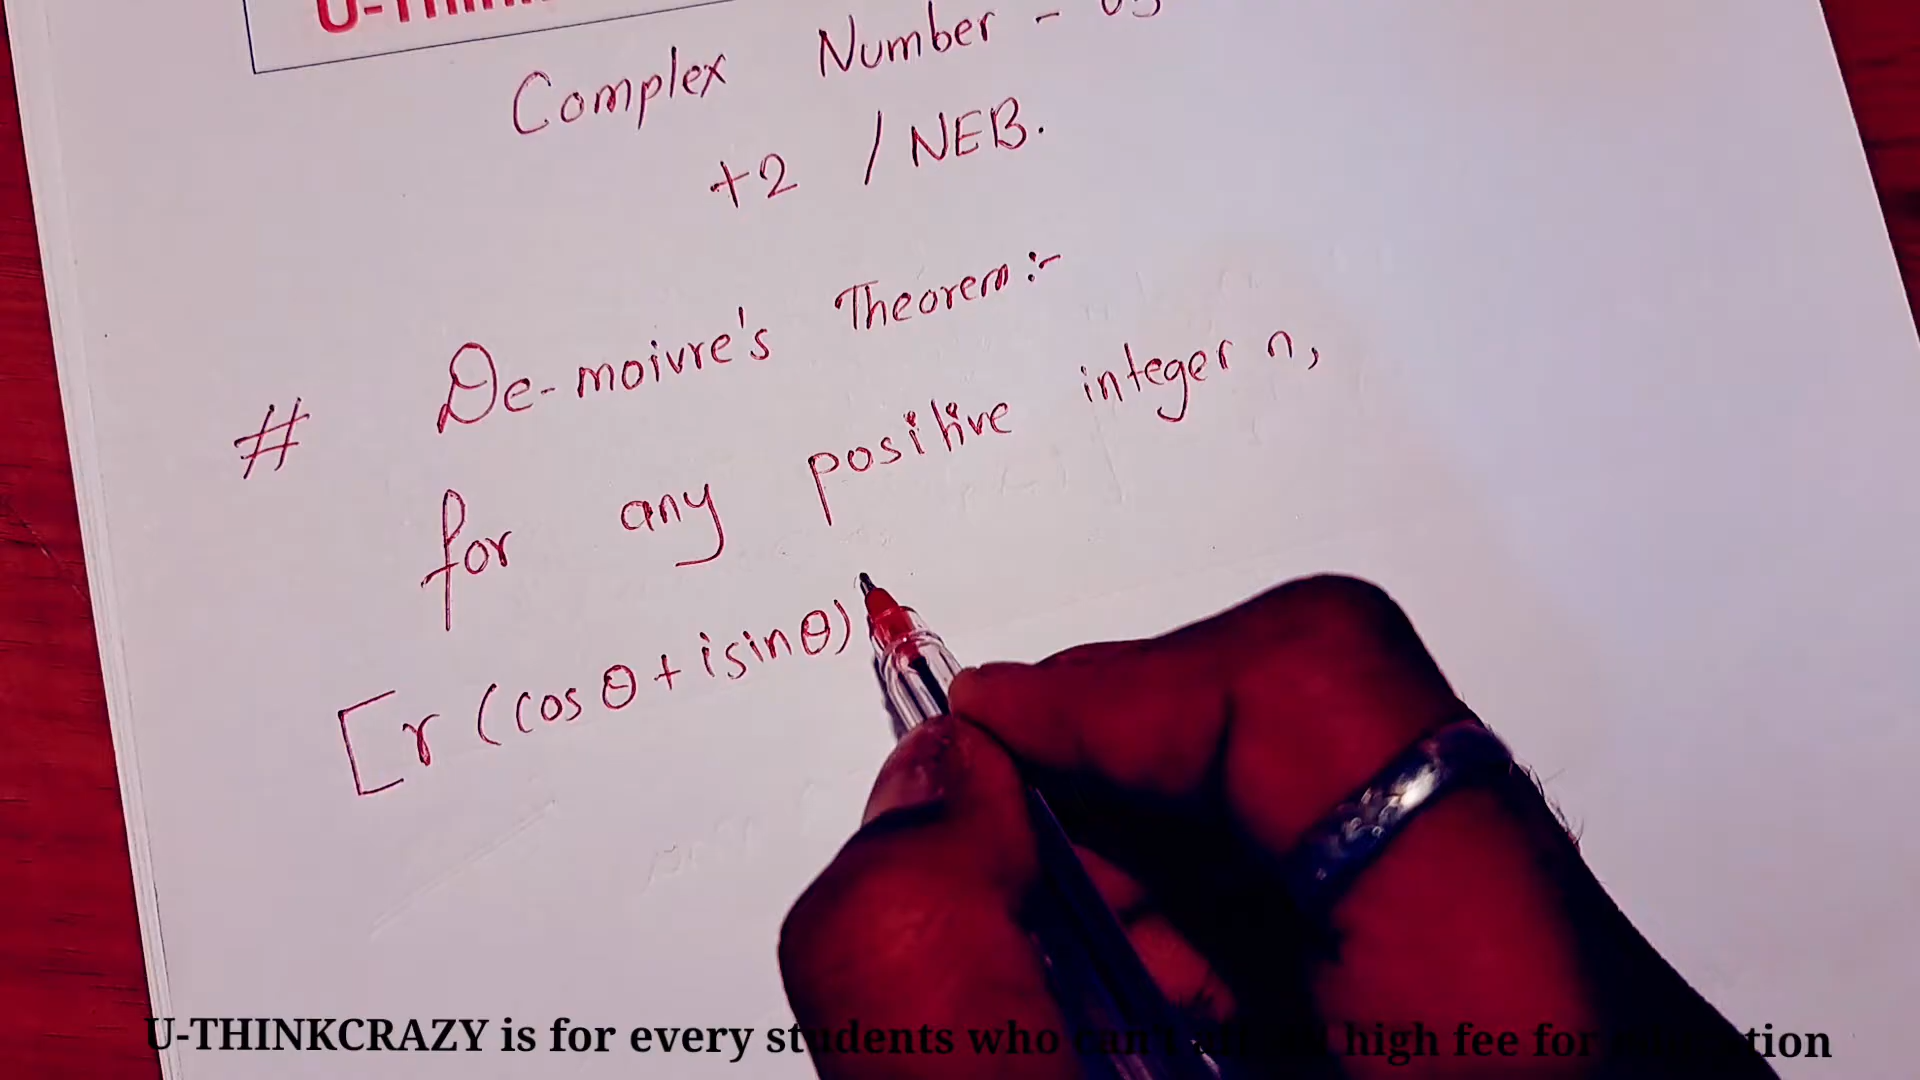 Complex Number -
+2 / NEB.
# De-moivre's Theorem :-
for any positive integer n,
[r (cos θ + i sin θ)
U-THINKCRAZY is for every students who can't high fee for